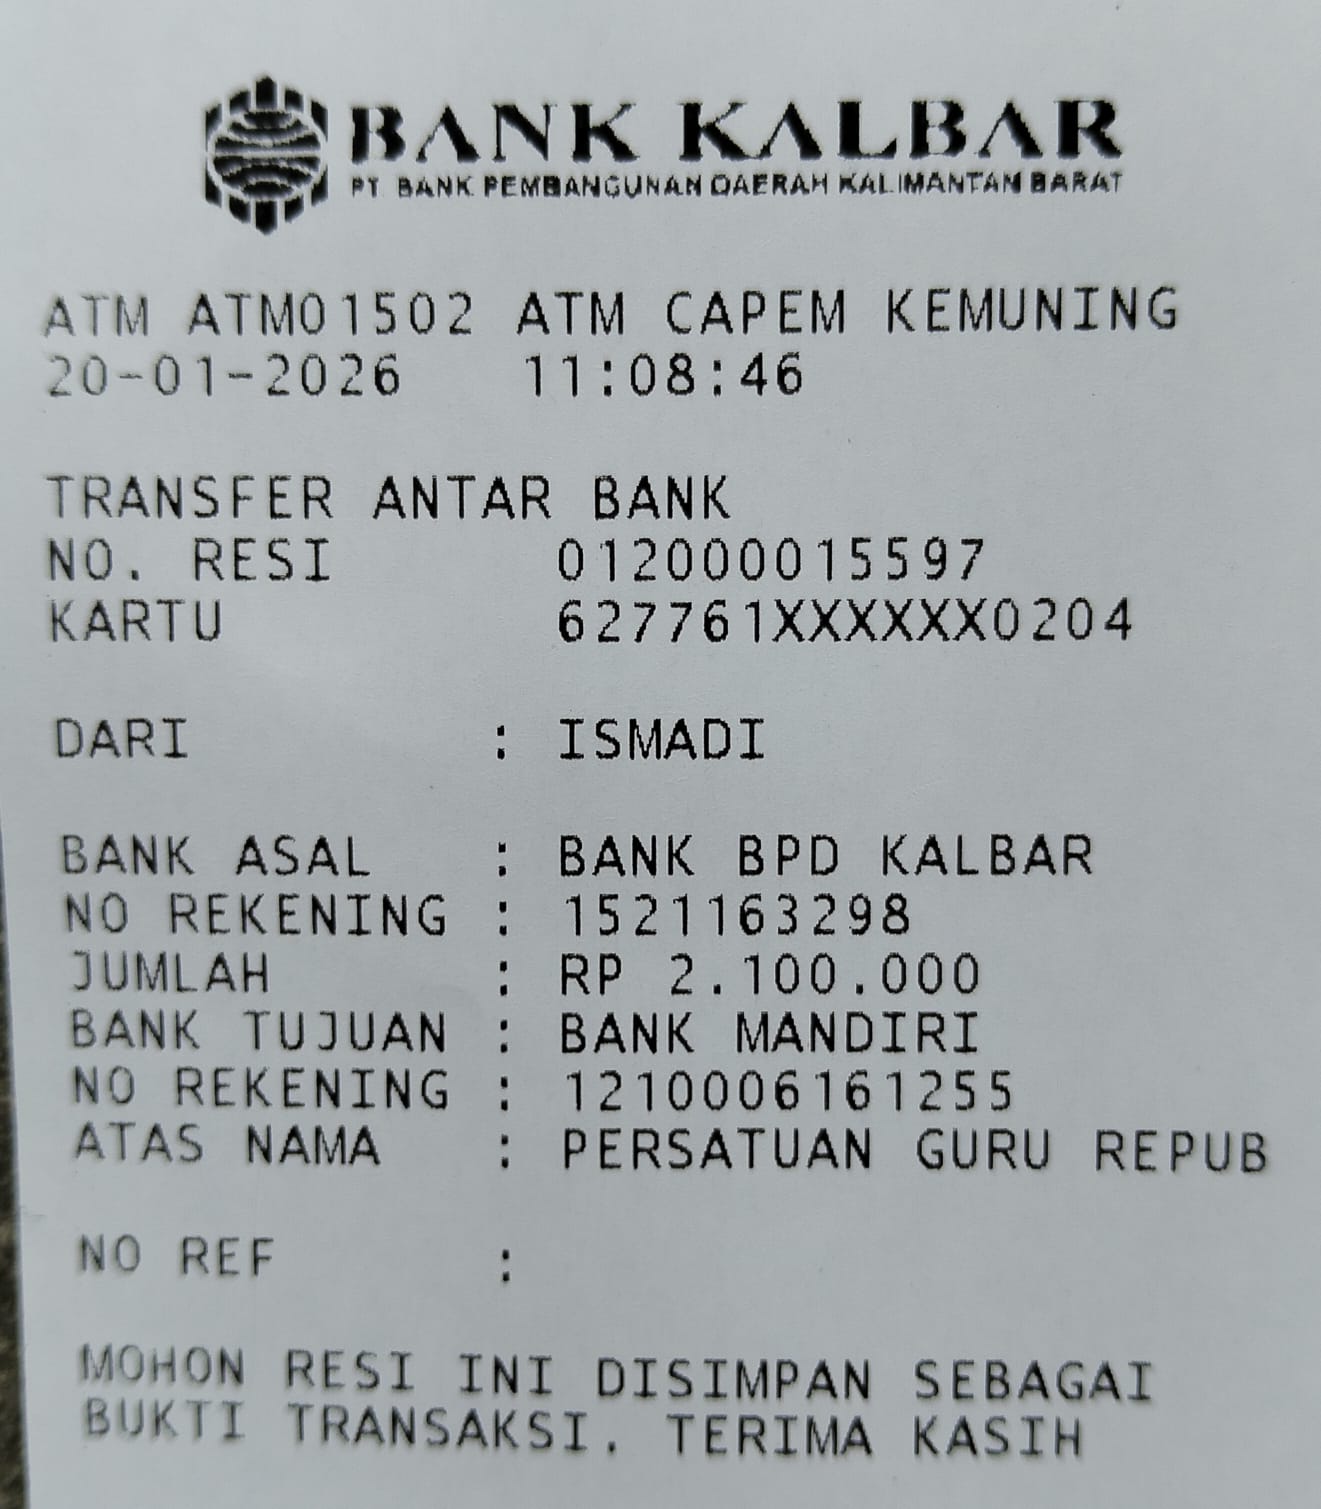 BANK KALBAR
PT. BANK PEMBANGUNAN DAERAH KALIMANTAN BARAT
ATM ATM01502 ATM CAPEM KEMUNING
20-01-2026 11:08:46
TRANSFER ANTAR BANK
NO. RESI 012000015597
KARTU 627761XXXXXX0204
DARI : ISMADI
BANK ASAL : BANK BPD KALBAR
NO REKENING : 1521163298
JUMLAH : RP 2.100.000
BANK TUJUAN : BANK MANDIRI
NO REKENING : 1210006161255
ATAS NAMA : PERSATUAN GURU REPUB
NO REF :
MOHON RESI INI DISIMPAN SEBAGAI
BUKTI TRANSAKSI. TERIMA KASIH